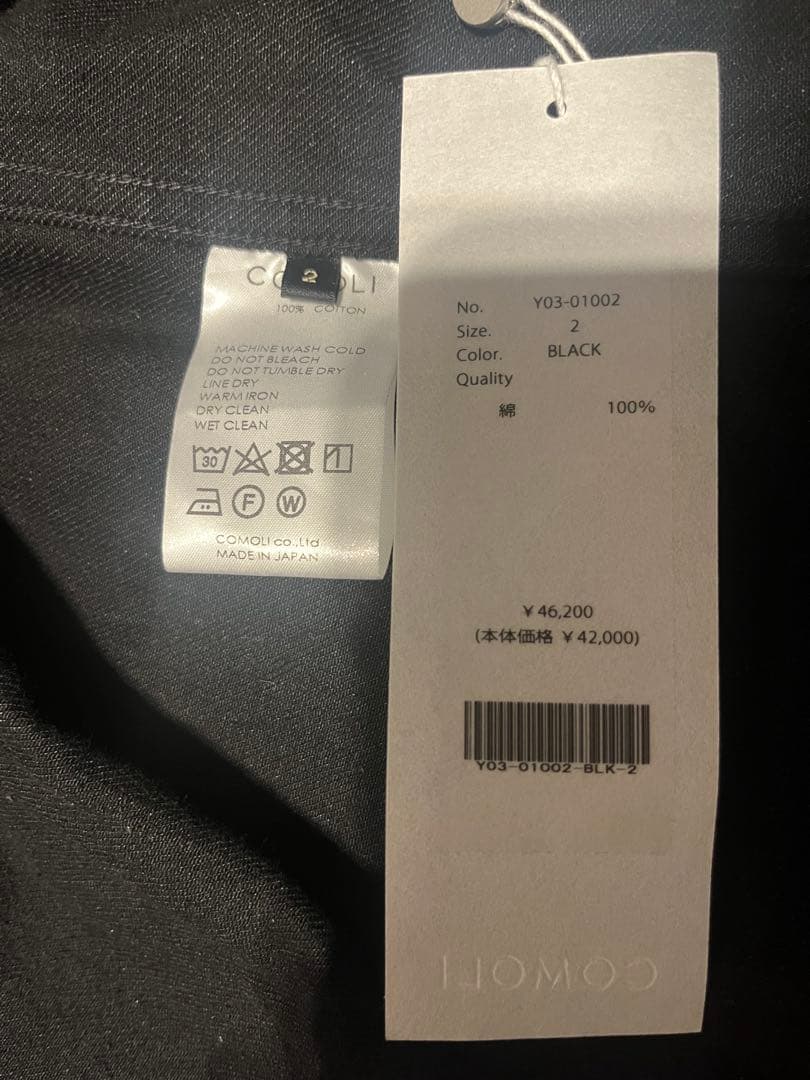 2
100% COTTON
MACHINE WASH COLD
DO NOT BLEACH
DO NOT TUMBLE DRY
LINE DRY
WARM IRON
DRY CLEAN
WET CLEAN
30
F W
COMOLI co.,Ltd
MADE IN JAPAN
No. Y03-01002
Size. 2
Color. BLACK
Quality
綿 100%
¥46,200
(本体価格 ¥42,000)
Y03-01002-BLK-2
COMOLI